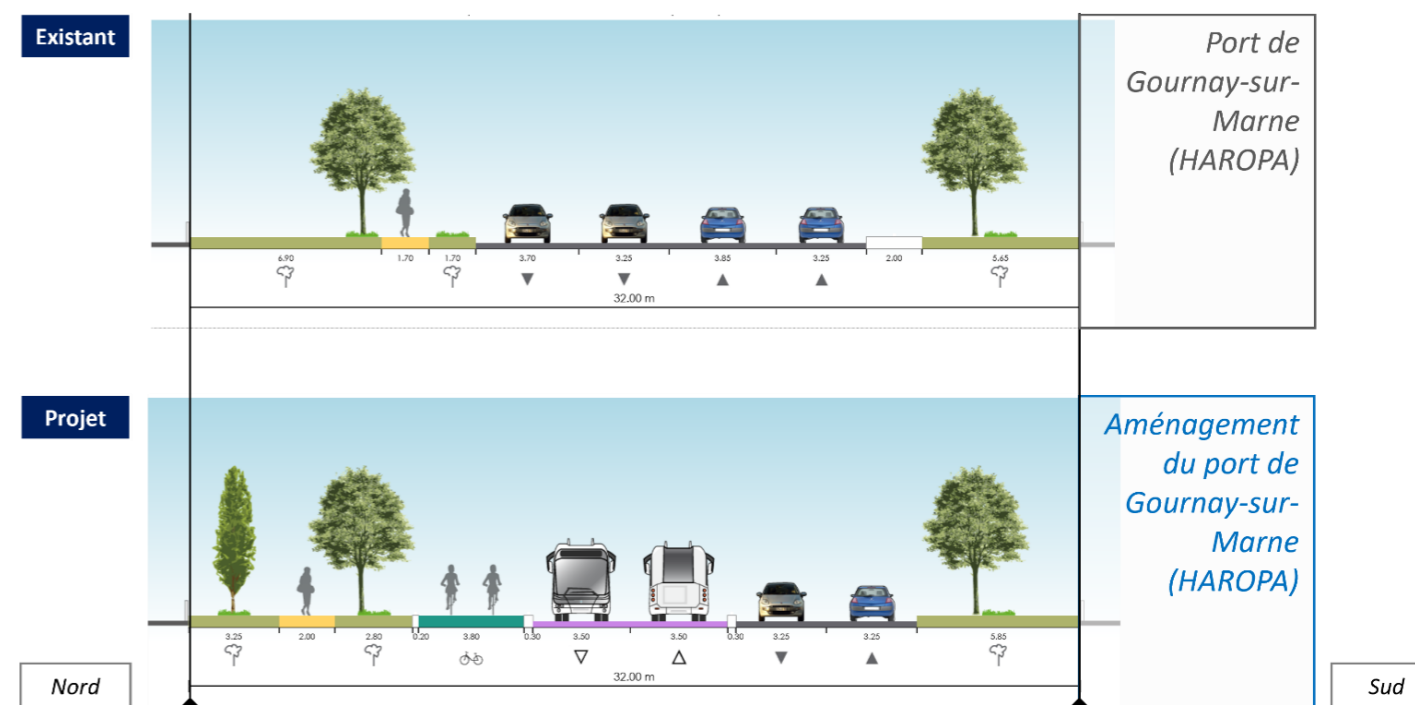 Existant
Port de
Gournay-sur-
Marne
(HAROPA)
6.90 1.70 1.70 3.70 3.25 3.85 3.25 2.00 5.65
32.00 m
Projet
Aménagement
du port de
Gournay-sur-
Marne
(HAROPA)
3.25 2.00 2.80 0.20 3.80 0.30 3.50 3.50 0.30 3.25 3.25 5.85
32.00 m
Nord
Sud